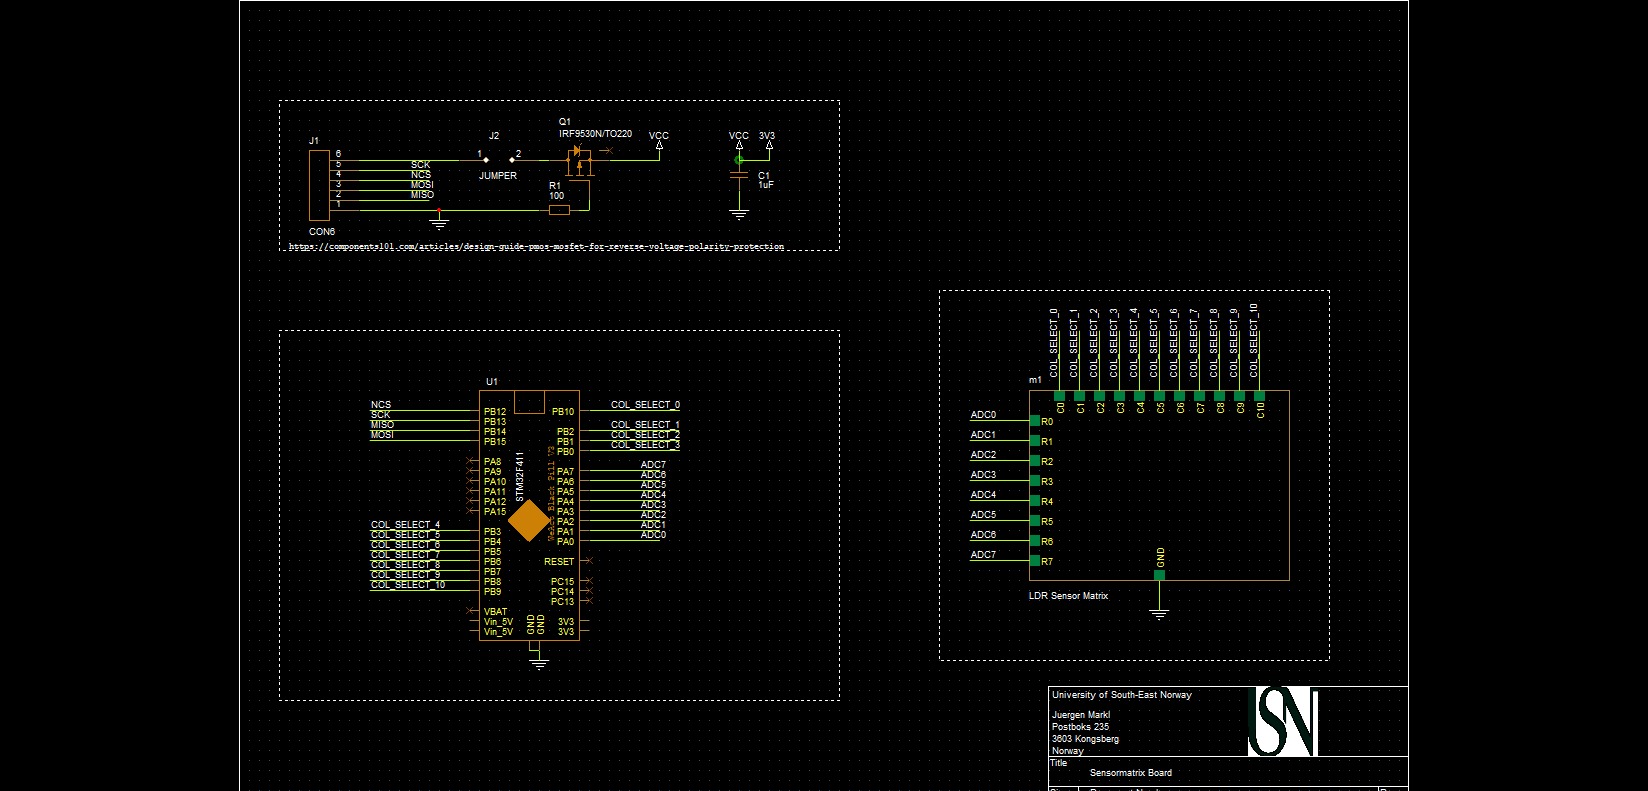 Q1
IRF9530N/TO220
J1
J2
VCC
VCC
3V3
6
5
4
3
2
1
SCK
NCS
MOSI
MISO
1
2
JUMPER
R1
100
C1
1uF
CON6
https://components101.com/articles/design-guide-pmos-mosfet-for-reverse-voltage-polarity-protection
U1
NCS
SCK
MISO
MOSI
COL_SELECT_4
COL_SELECT_5
COL_SELECT_6
COL_SELECT_7
COL_SELECT_8
COL_SELECT_9
COL_SELECT_10
PB12
PB13
PB14
PB15
PA8
PA9
PA10
PA11
PA12
PA15
PB3
PB4
PB5
PB6
PB7
PB8
PB9
VBAT
Vin_5V
Vin_5V
STM32F411
WeAct Black Pill V3
GND
GND
PB10
PB2
PB1
PB0
PA7
PA6
PA5
PA4
PA3
PA2
PA1
PA0
RESET
PC15
PC14
PC13
3V3
3V3
COL_SELECT_0
COL_SELECT_1
COL_SELECT_2
COL_SELECT_3
ADC7
ADC6
ADC5
ADC4
ADC3
ADC2
ADC1
ADC0
COL_SELECT_0
COL_SELECT_1
COL_SELECT_2
COL_SELECT_3
COL_SELECT_4
COL_SELECT_5
COL_SELECT_6
COL_SELECT_7
COL_SELECT_8
COL_SELECT_9
COL_SELECT_10
m1
C0
C1
C2
C3
C4
C5
C6
C7
C8
C9
C10
ADC0
ADC1
ADC2
ADC3
ADC4
ADC5
ADC6
ADC7
R0
R1
R2
R3
R4
R5
R6
R7
GND
LDR Sensor Matrix
University of South-East Norway
Juergen Markl
Postboks 235
3603 Kongsberg
Norway
USN
Title
Sensormatrix Board